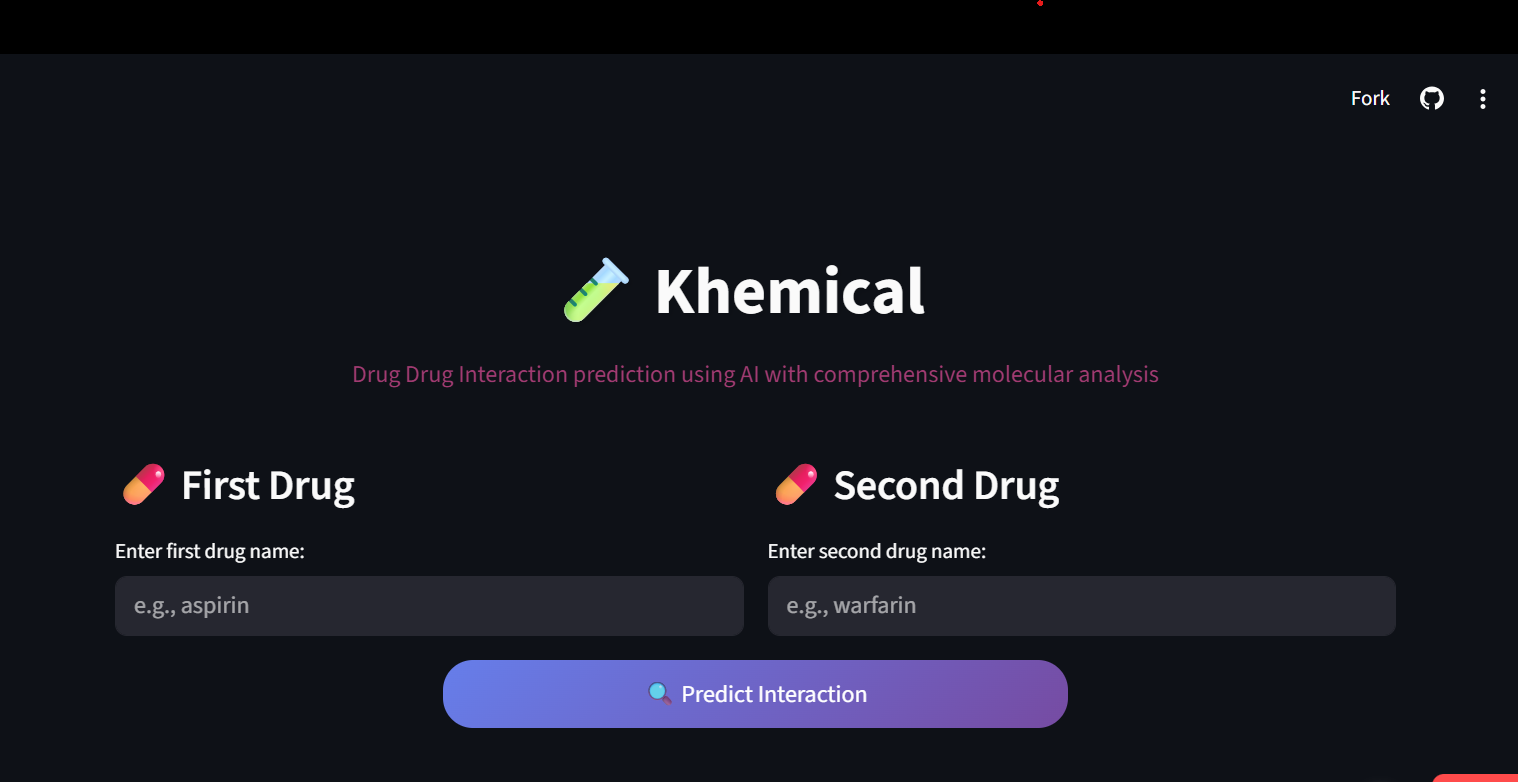 Fork
Khemical
Drug Drug Interaction prediction using AI with comprehensive molecular analysis
First Drug
Second Drug
Enter first drug name:
Enter second drug name:
e.g., aspirin
e.g., warfarin
Predict Interaction